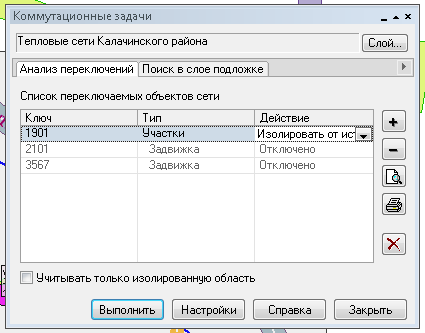 Коммутационные задачи
Тепловые сети Калачинского района Слой...
Анализ переключений Поиск в слое подложке
Список переключаемых объектов сети
Ключ Тип Действие
1901 Участки Изолировать от ист
2101 Задвижка Отключено
3567 Задвижка Отключено
Учитывать только изолированную область
Выполнить Настройки Справка Закрыть